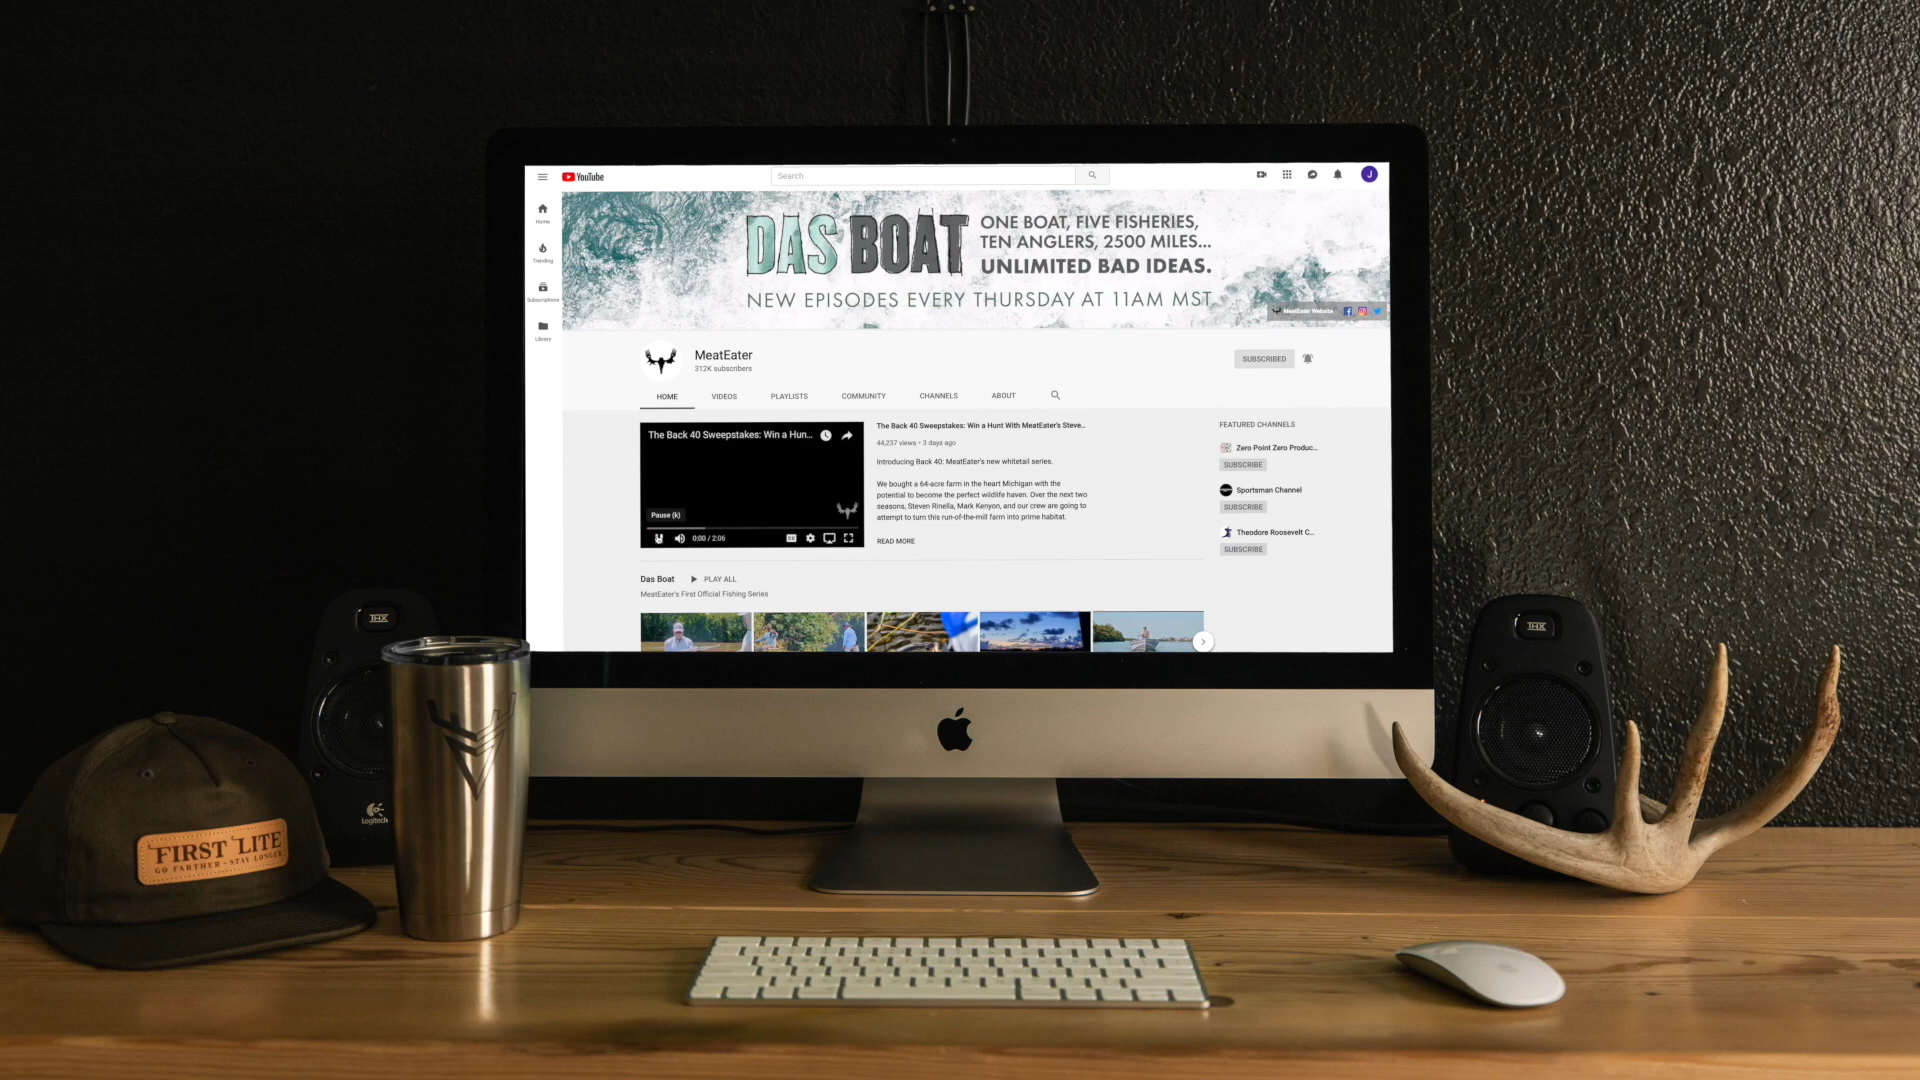 YouTube
Search
J
Home
Trending
Subscriptions
Library
DAS BOAT
ONE BOAT, FIVE FISHERIES,
TEN ANGLERS, 2500 MILES...
UNLIMITED BAD IDEAS.
NEW EPISODES EVERY THURSDAY AT 11AM MST
MeatEater Website
MeatEater
312K subscribers
SUBSCRIBED
HOME VIDEOS PLAYLISTS COMMUNITY CHANNELS ABOUT
The Back 40 Sweepstakes: Win a Hun...
Pause (k)
0:00 / 2:06
CC
The Back 40 Sweepstakes: Win a Hunt With MeatEater's Steve...
44,237 views • 3 days ago
Introducing Back 40: MeatEater's new whitetail series.
We bought a 64-acre farm in the heart Michigan with the
potential to become the perfect wildlife haven. Over the next two
seasons, Steven Rinella, Mark Kenyon, and our crew are going to
attempt to turn this run-of-the-mill farm into prime habitat.
READ MORE
FEATURED CHANNELS
Zero Point Zero Produc...
SUBSCRIBE
Sportsman Channel
SUBSCRIBE
Theodore Roosevelt C...
SUBSCRIBE
Das Boat PLAY ALL
MeatEater's First Official Fishing Series
THX
THX
Logitech
FIRST LITE
GO FARTHER - STAY LONGER